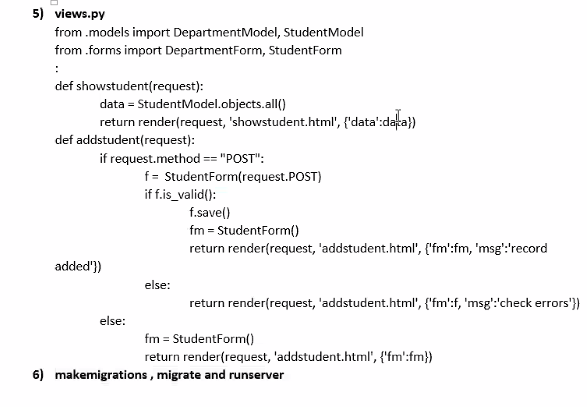 5) views.py
from .models import DepartmentModel, StudentModel
from .forms import DepartmentForm, StudentForm
:
def showstudent(request):
data = StudentModel.objects.all()
return render(request, 'showstudent.html', {'data':data})
def addstudent(request):
if request.method == "POST":
f = StudentForm(request.POST)
if f.is_valid():
f.save()
fm = StudentForm()
return render(request, 'addstudent.html', {'fm':fm, 'msg':'record
added'})
else:
return render(request, 'addstudent.html', {'fm':f, 'msg':'check errors'})
else:
fm = StudentForm()
return render(request, 'addstudent.html', {'fm':fm})
6) makemigrations , migrate and runserver